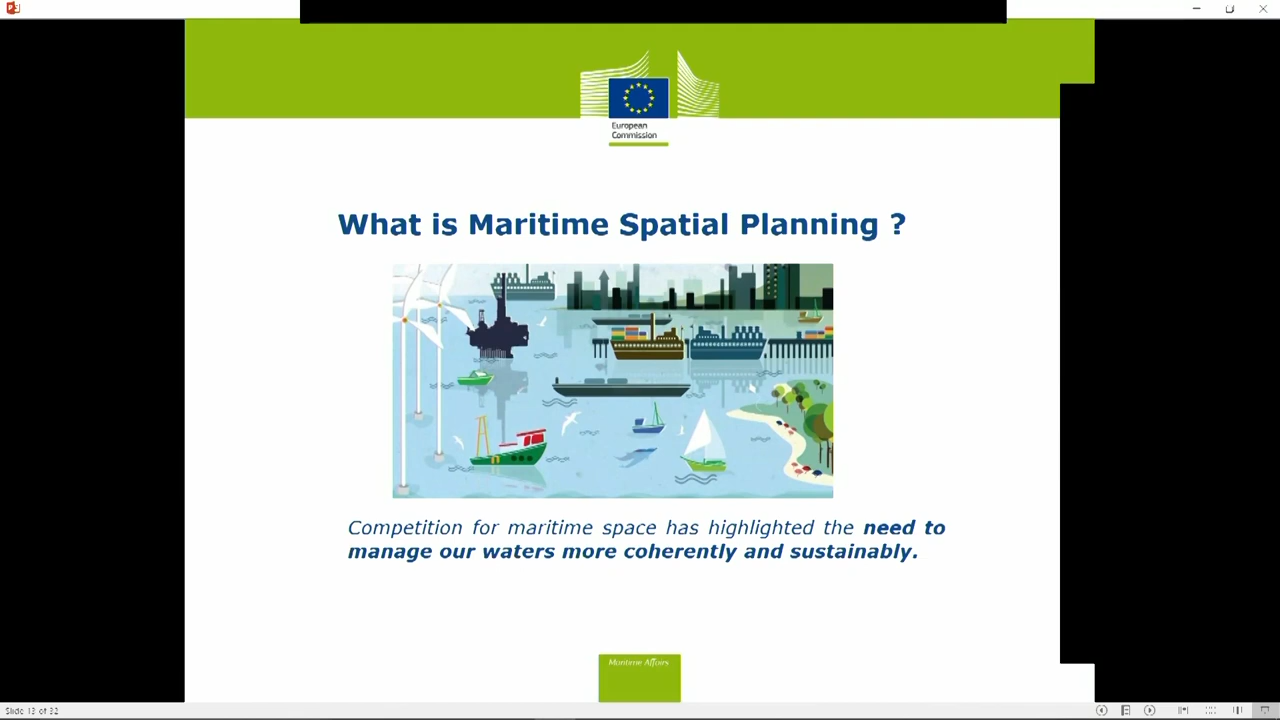 European
Commission
What is Maritime Spatial Planning ?
Competition for maritime space has highlighted the need to
manage our waters more coherently and sustainably.
Maritime Affairs
Slide 13 of 32